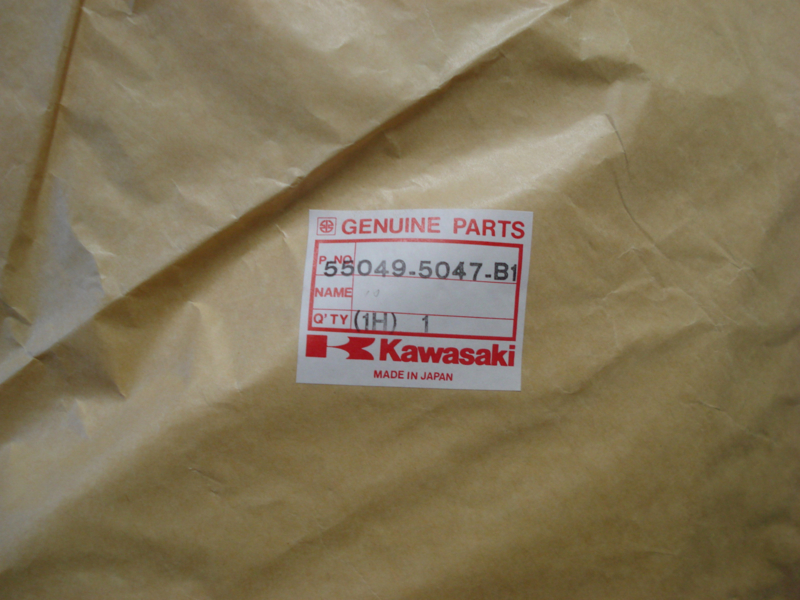 GENUINE PARTS
P NO. 55049-5047-B1
NAME
Q'TY (1H) 1
Kawasaki
MADE IN JAPAN